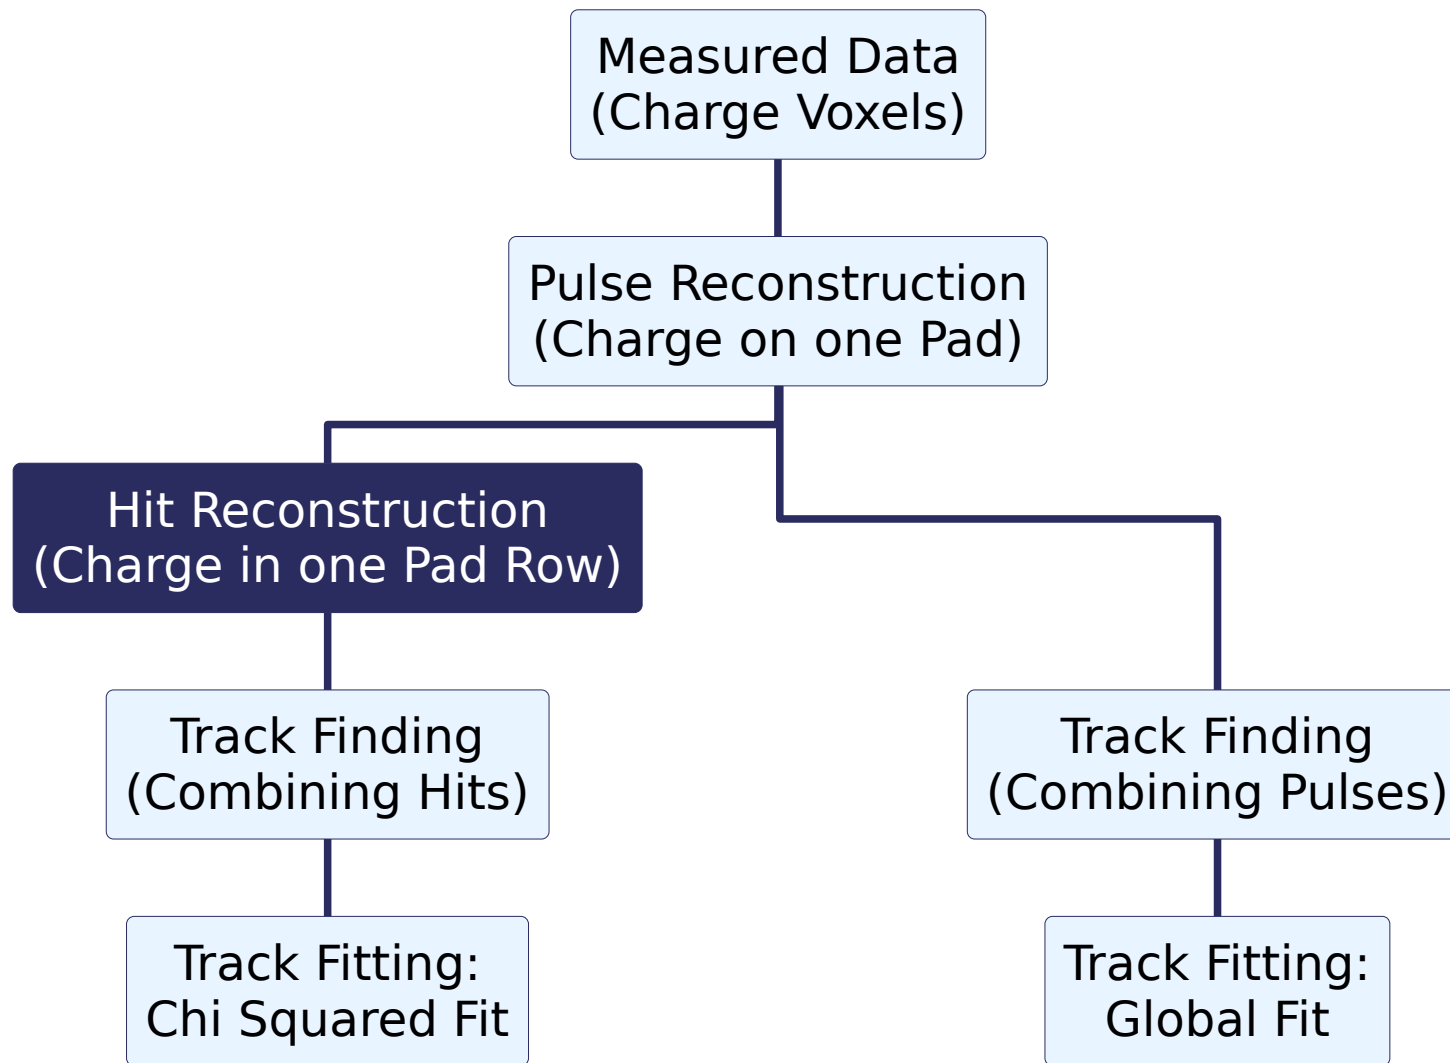 Measured Data
(Charge Voxels)
Pulse Reconstruction
(Charge on one Pad)
Hit Reconstruction
(Charge in one Pad Row)
Track Finding
(Combining Hits)
Track Finding
(Combining Pulses)
Track Fitting:
Chi Squared Fit
Track Fitting:
Global Fit